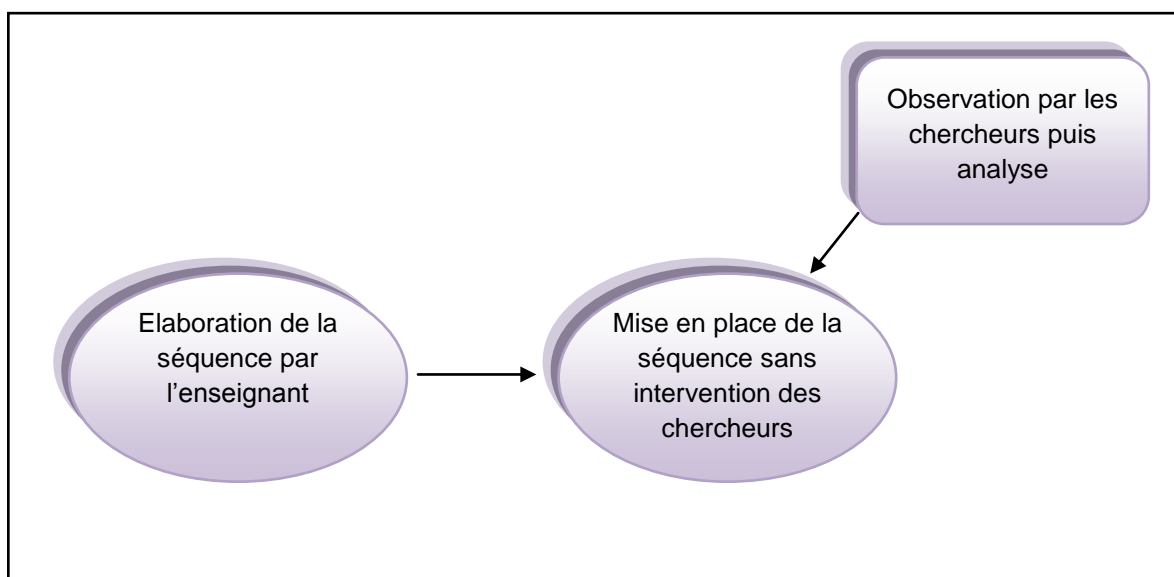 Observation par les
chercheurs puis
analyse
Elaboration de la
séquence par
l’enseignant
Mise en place de la
séquence sans
intervention des
chercheurs